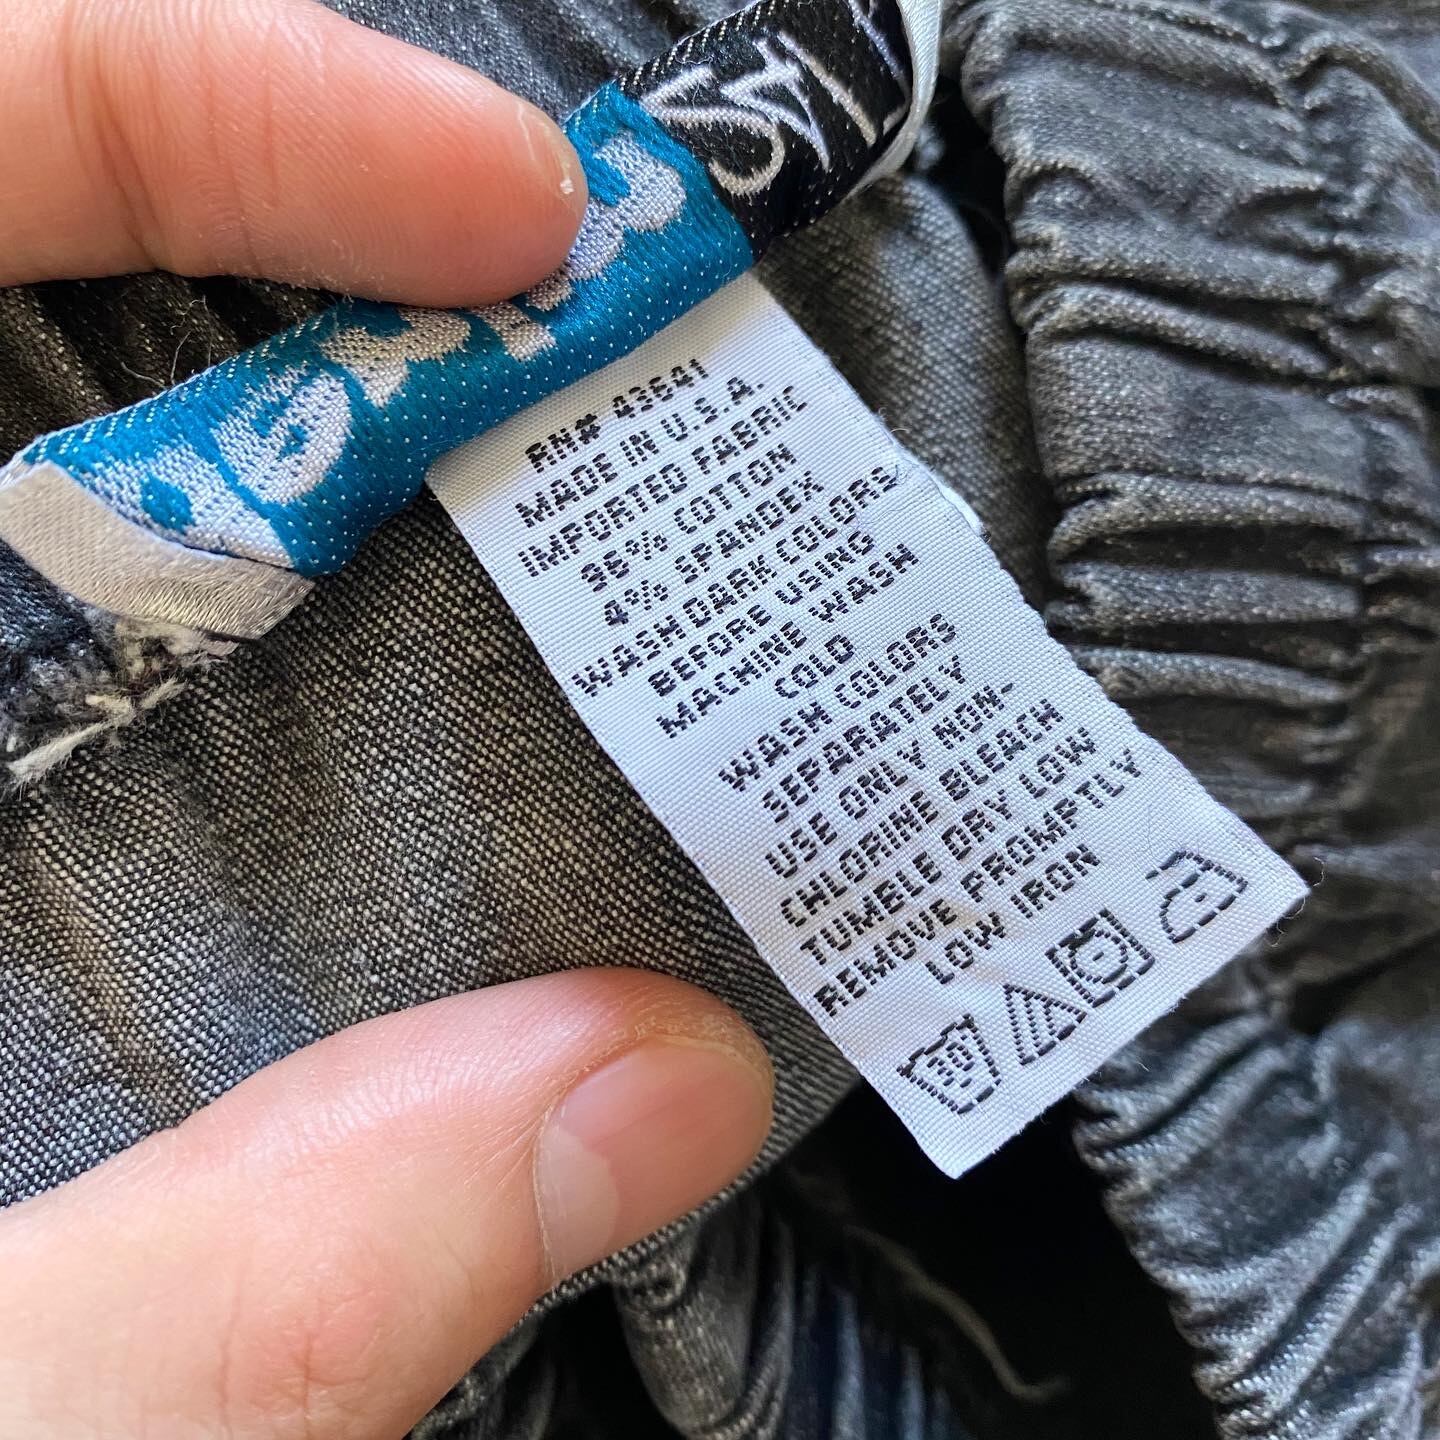 RN# 43641
MADE IN U.S.A.
IMPORTED FABRIC
96% COTTON
4% SPANDEX
WASH DARK COLORS
BEFORE USING
MACHINE WASH
COLD
WASH COLORS
SEPARATELY
USE ONLY NON-
CHLORINE BLEACH
TUMBLE DRY LOW
REMOVE PROMPTLY
LOW IRON